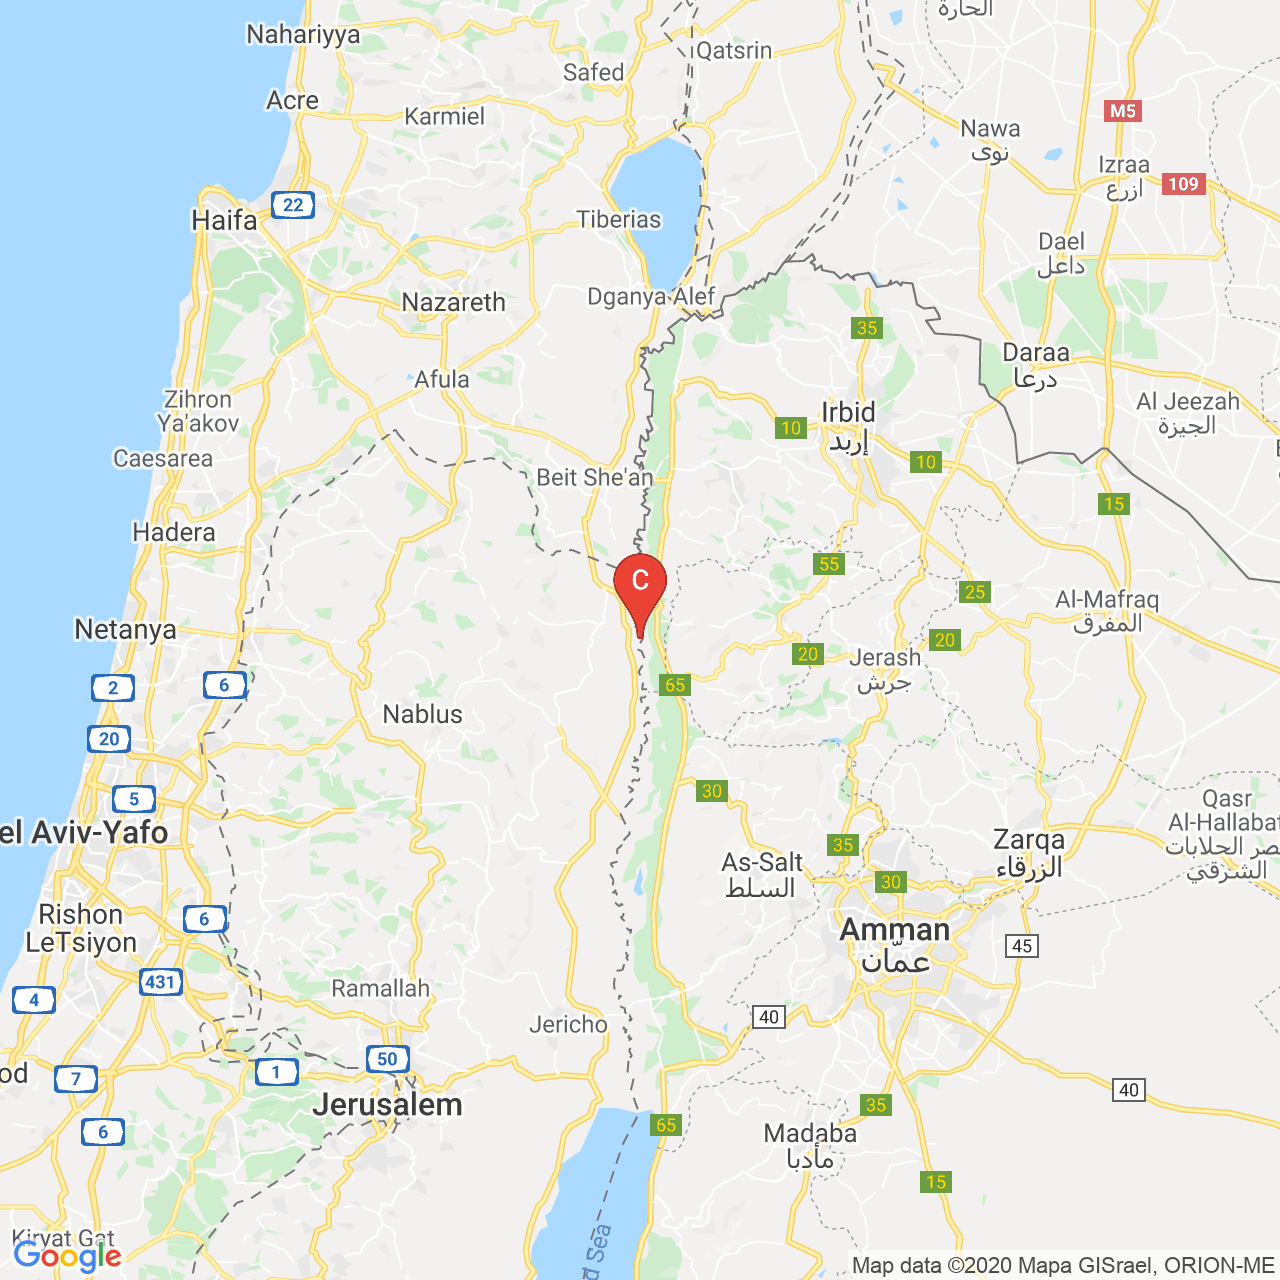 الحارة
Nahariyya
Qatsrin
Safed
Acre
Karmiel
M5
Nawa
نوى
Izraa
ازرع
109
22
Haifa
Tiberias
Dael
داعل
Dganya Alef
Nazareth
35
Daraa
درعا
Afula
Zihron
Ya'akov
Irbid
إربد
Al Jeezah
الجيزة
10
Caesarea
10
Beit She'an
15
Hadera
55
C
25
Al-Mafraq
المفرق
Netanya
20
20
Jerash
جرش
6
2
65
Nablus
20
30
5
Qasr
Al-Hallabat
الشرقي
el Aviv-Yafo
35
Zarqa
الزرقاء
As-Salt
السلط
30
Rishon
LeTsiyon
6
Amman
عمّان
45
431
Ramallah
4
40
Jericho
50
1
od
7
40
Jerusalem
35
6
65
Madaba
مأدبا
15
Kiryat Gat
d Sea
Google
Map data ©2020 Mapa GISrael, ORION-ME